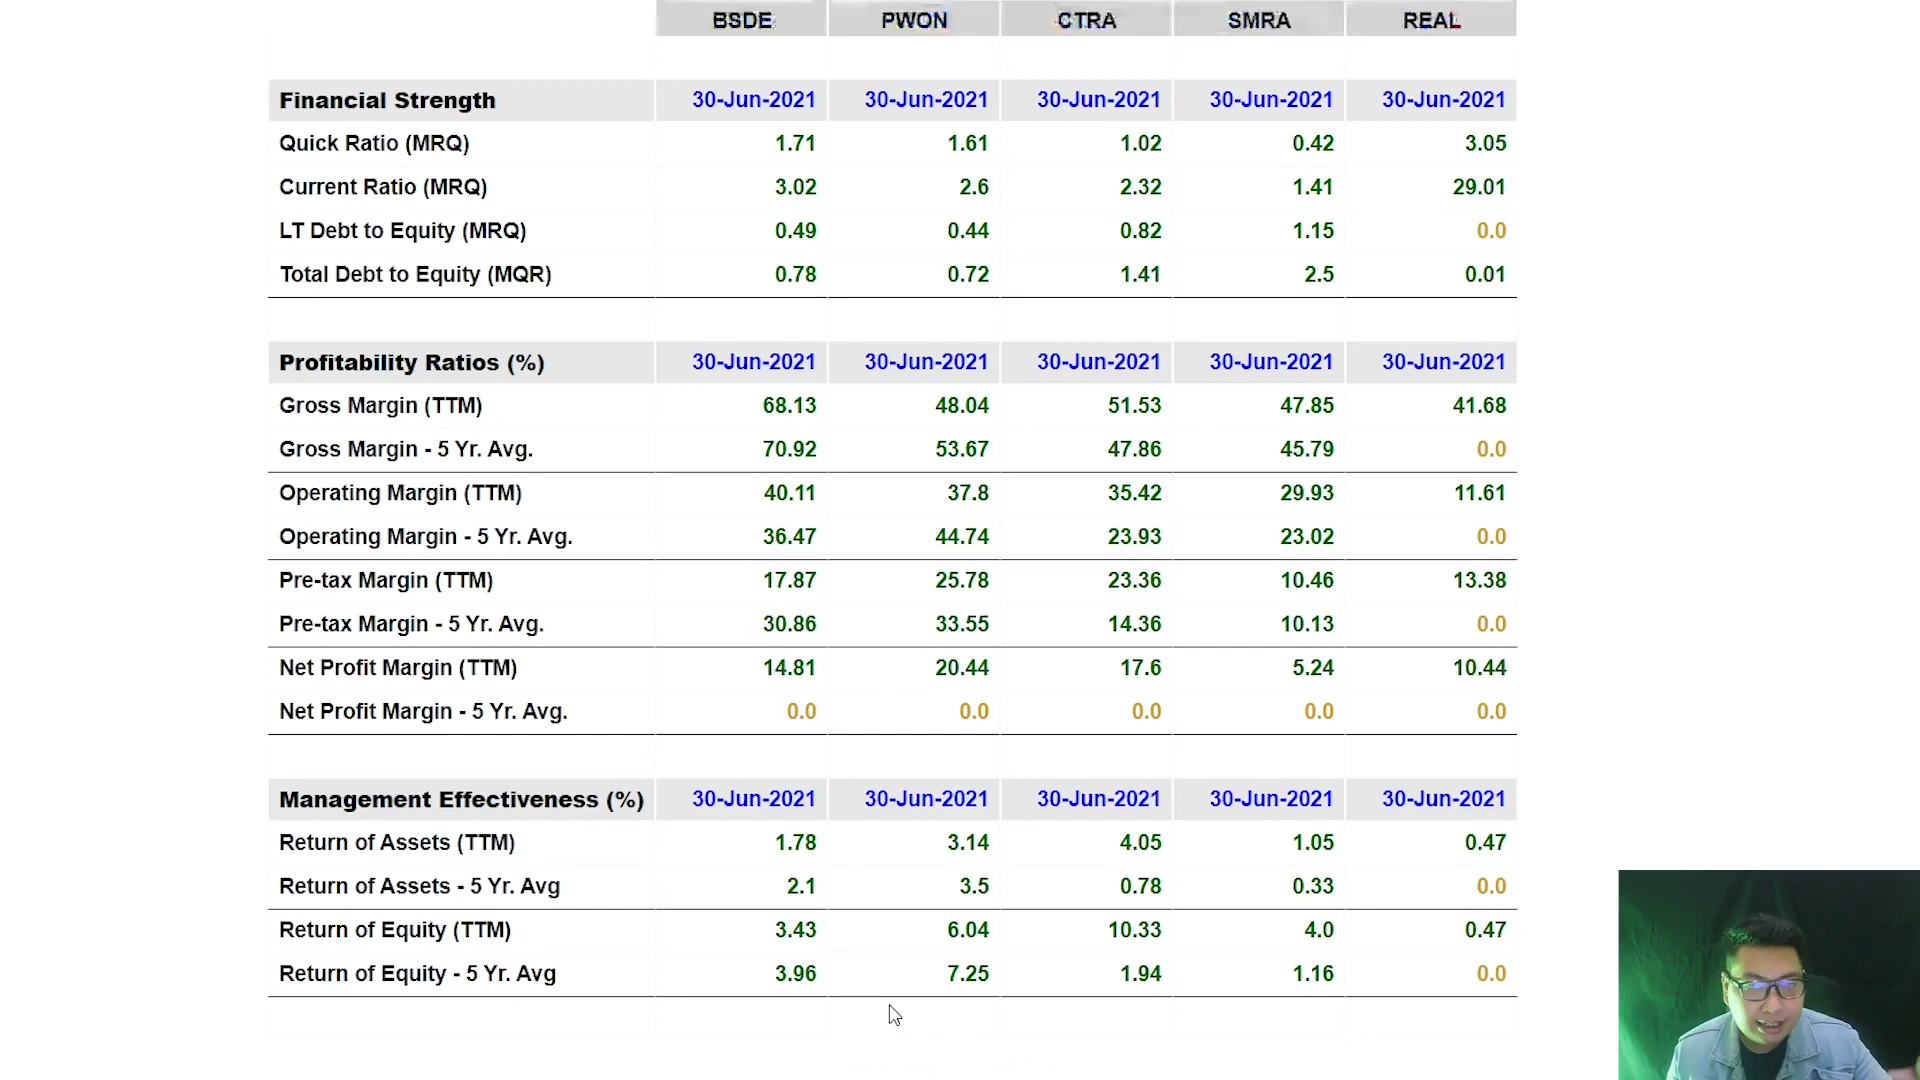 BSDE PWON CTRA SMRA REAL
Financial Strength 30-Jun-2021 30-Jun-2021 30-Jun-2021 30-Jun-2021 30-Jun-2021
Quick Ratio (MRQ) 1.71 1.61 1.02 0.42 3.05
Current Ratio (MRQ) 3.02 2.6 2.32 1.41 29.01
LT Debt to Equity (MRQ) 0.49 0.44 0.82 1.15 0.0
Total Debt to Equity (MQR) 0.78 0.72 1.41 2.5 0.01
Profitability Ratios (%) 30-Jun-2021 30-Jun-2021 30-Jun-2021 30-Jun-2021 30-Jun-2021
Gross Margin (TTM) 68.13 48.04 51.53 47.85 41.68
Gross Margin - 5 Yr. Avg. 70.92 53.67 47.86 45.79 0.0
Operating Margin (TTM) 40.11 37.8 35.42 29.93 11.61
Operating Margin - 5 Yr. Avg. 36.47 44.74 23.93 23.02 0.0
Pre-tax Margin (TTM) 17.87 25.78 23.36 10.46 13.38
Pre-tax Margin - 5 Yr. Avg. 30.86 33.55 14.36 10.13 0.0
Net Profit Margin (TTM) 14.81 20.44 17.6 5.24 10.44
Net Profit Margin - 5 Yr. Avg. 0.0 0.0 0.0 0.0 0.0
Management Effectiveness (%) 30-Jun-2021 30-Jun-2021 30-Jun-2021 30-Jun-2021 30-Jun-2021
Return of Assets (TTM) 1.78 3.14 4.05 1.05 0.47
Return of Assets - 5 Yr. Avg 2.1 3.5 0.78 0.33 0.0
Return of Equity (TTM) 3.43 6.04 10.33 4.0 0.47
Return of Equity - 5 Yr. Avg 3.96 7.25 1.94 1.16 0.0